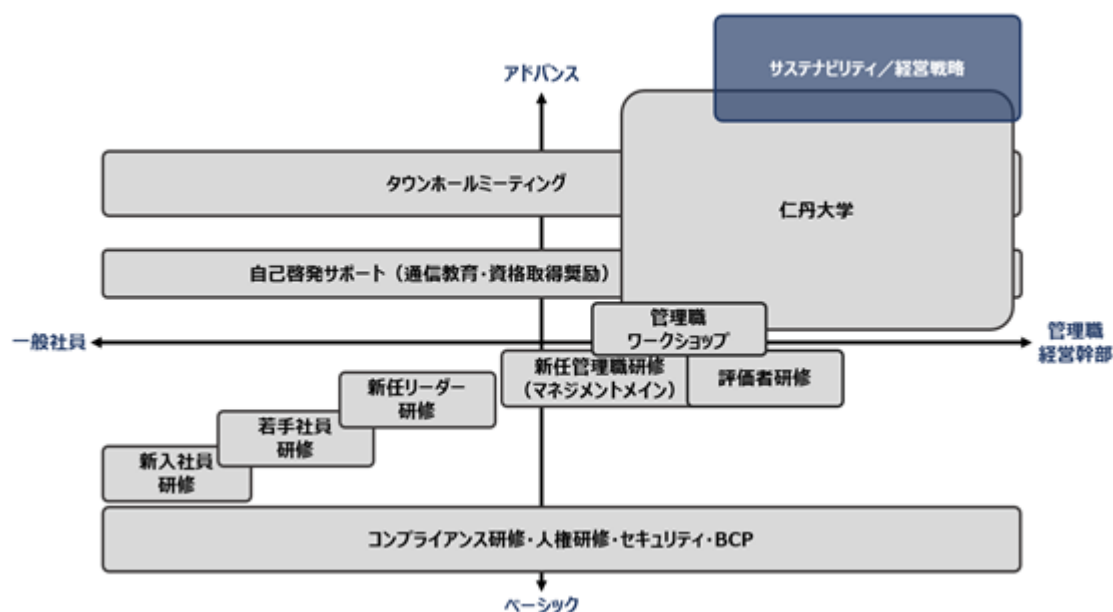 サステナビリティ／経営戦略
アドバンス
タウンホールミーティング
仁丹大学
自己啓発サポート（通信教育・資格取得奨励）
管理職
ワークショップ
一般社員
管理職
経営幹部
新任管理職研修
（マネジメントメイン）
評価者研修
新任リーダー
研修
若手社員
研修
新入社員
研修
コンプライアンス研修・人権研修・セキュリティ・BCP
ベーシック